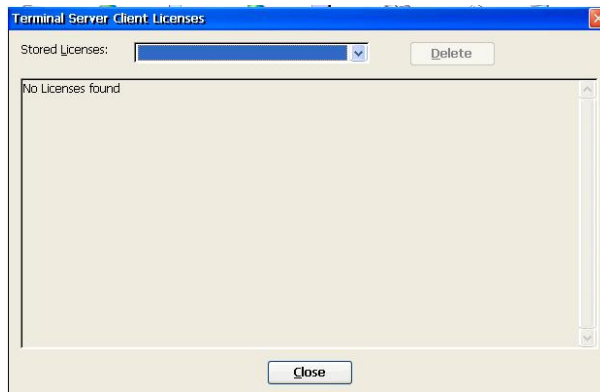 Terminal Server Client Licenses
Stored Licenses:
Delete
No Licenses found
Close